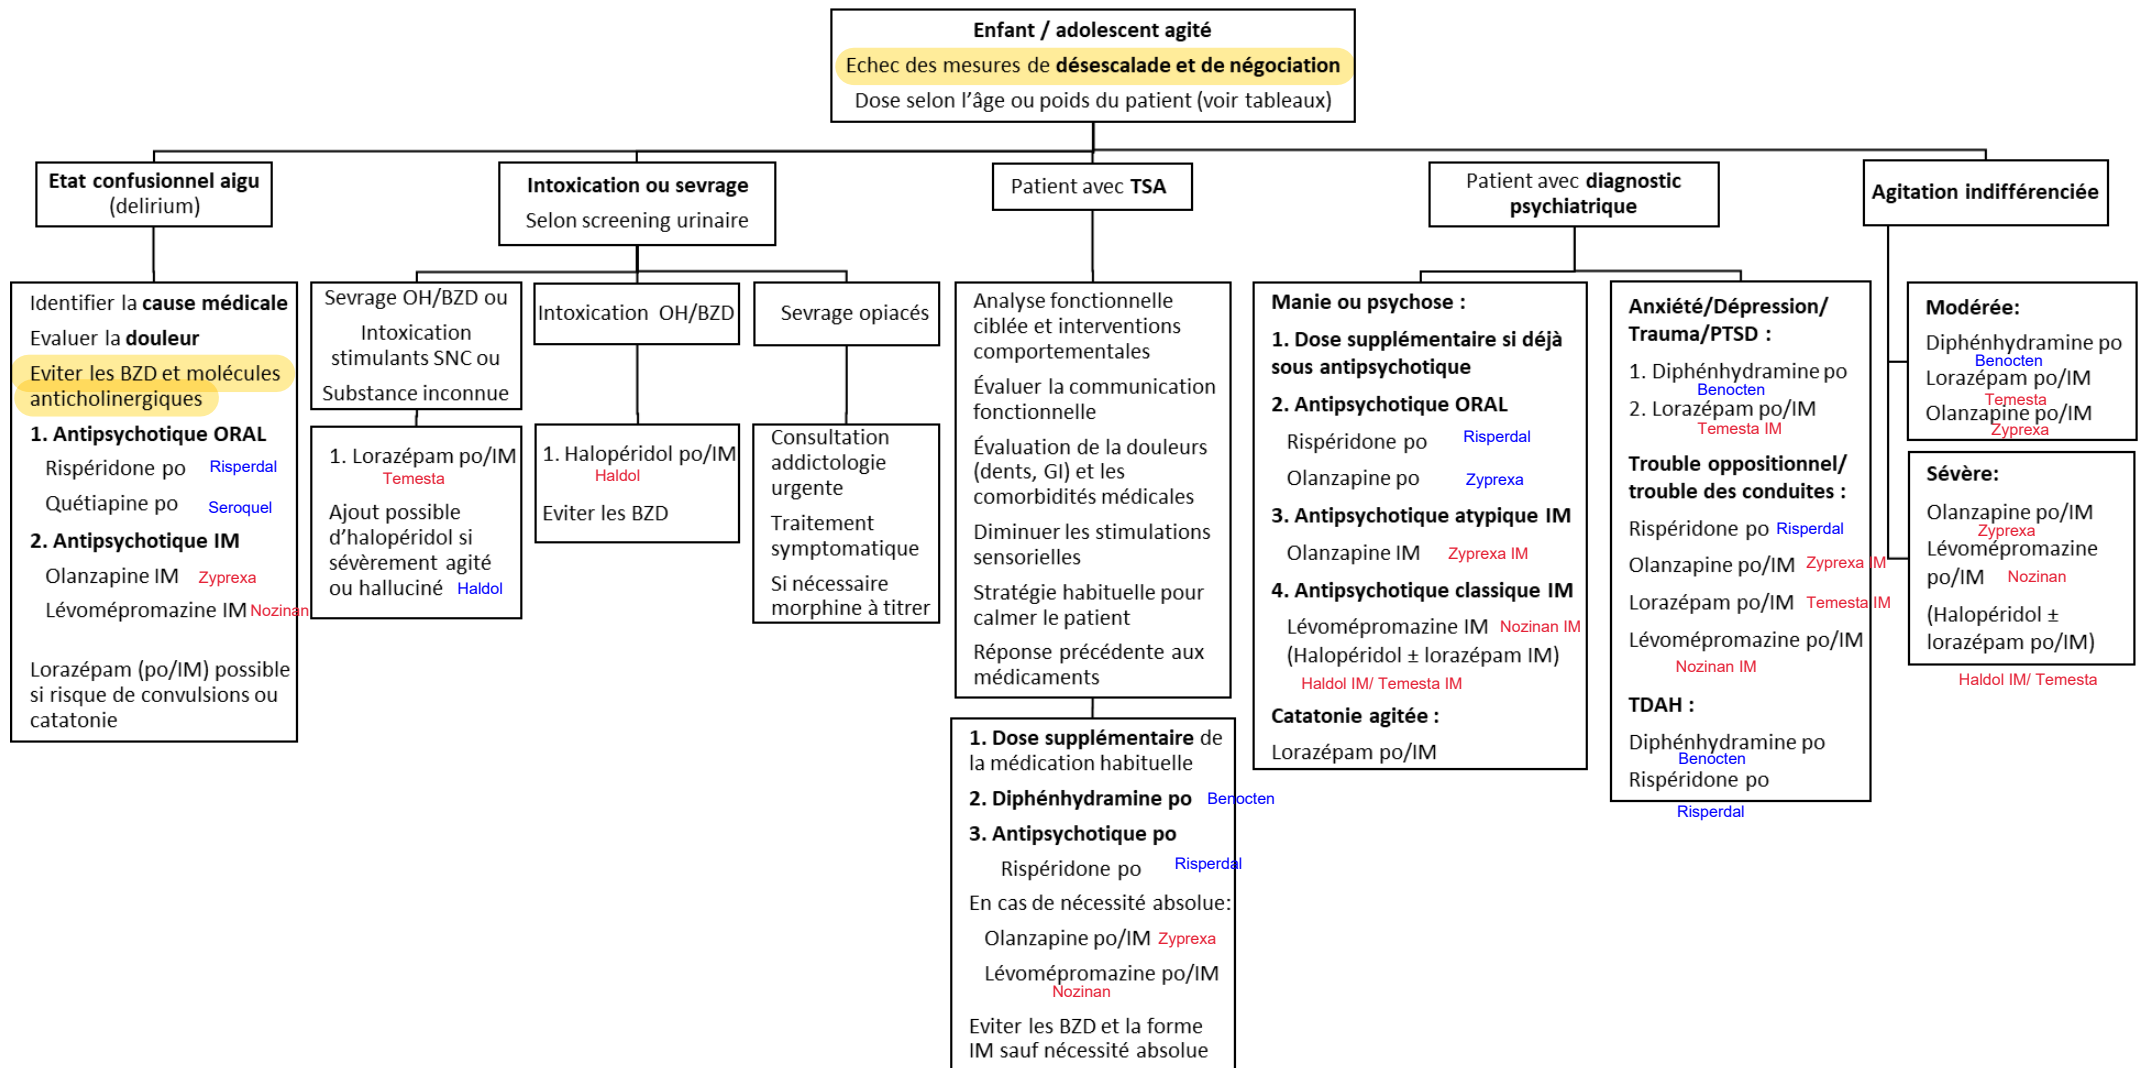 Enfant / adolescent agité
Echec des mesures de désescalade et de négociation
Dose selon l'âge ou poids du patient (voir tableaux)
Etat confusionnel aigu
(delirium)
Identifier la cause médicale
Evaluer la douleur
Eviter les BZD et molécules
anticholinergiques
1. Antipsychotique ORAL
Rispéridone po Risperdal
Quétiapine po Seroquel
2. Antipsychotique IM
Olanzapine IM Zyprexa
Lévomépromazine IM Nozinan
Lorazépam (po/IM) possible
si risque de convulsions ou
catatonie
Intoxication ou sevrage
Selon screening urinaire
Sevrage OH/BZD ou
Intoxication
stimulants SNC ou
Substance inconnue
1. Lorazépam po/IM
Temesta
Ajout possible
d'halopéridol si
sévèrement agité
ou halluciné Haldol
Intoxication OH/BZD
1. Halopéridol po/IM
Haldol
Eviter les BZD
Sevrage opiacés
Consultation
addictologie
urgente
Traitement
symptomatique
Si nécessaire
morphine à titrer
Patient avec TSA
Analyse fonctionnelle
ciblée et interventions
comportementales
Évaluer la communication
fonctionnelle
Évaluation de la douleurs
(dents, GI) et les
comorbidités médicales
Diminuer les stimulations
sensorielles
Stratégie habituelle pour
calmer le patient
Réponse précédente aux
médicaments
1. Dose supplémentaire de
la médication habituelle
2. Diphénhydramine po Benocten
3. Antipsychotique po
Rispéridone po Risperdal
En cas de nécessité absolue:
Olanzapine po/IM Zyprexa
Lévomépromazine po/IM
Nozinan
Eviter les BZD et la forme
IM sauf nécessité absolue
Patient avec diagnostic
psychiatrique
Manie ou psychose :
1. Dose supplémentaire si déjà
sous antipsychotique
2. Antipsychotique ORAL
Rispéridone po Risperdal
Olanzapine po Zyprexa
3. Antipsychotique atypique IM
Olanzapine IM Zyprexa IM
4. Antipsychotique classique IM
Lévomépromazine IM Nozinan IM
(Halopéridol ± lorazépam IM)
Haldol IM/ Temesta IM
Catatonie agitée :
Lorazépam po/IM
Anxiété/Dépression/
Trauma/PTSD :
1. Diphénhydramine po
Benocten
2. Lorazépam po/IM
Temesta IM
Trouble oppositionnel/
trouble des conduites :
Rispéridone po Risperdal
Olanzapine po/IM Zyprexa IM
Lorazépam po/IM Temesta IM
Lévomépromazine po/IM
Nozinan IM
TDAH :
Diphénhydramine po
Benocten
Rispéridone po
Risperdal
Agitation indifférenciée
Modérée:
Diphénhydramine po
Benocten
Lorazépam po/IM
Temesta
Olanzapine po/IM
Zyprexa
Sévère:
Olanzapine po/IM
Zyprexa
Lévomépromazine
po/IM Nozinan
(Halopéridol ±
lorazépam po/IM)
Haldol IM/ Temesta